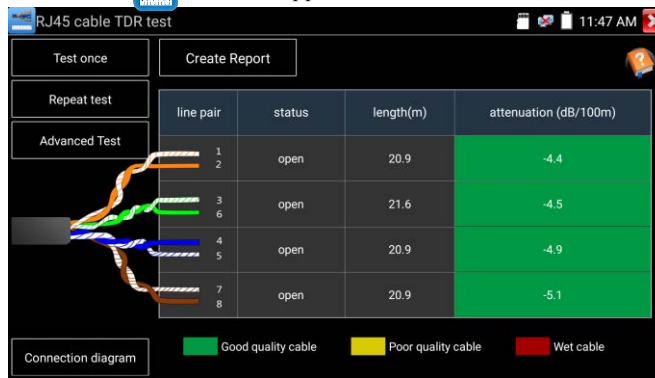 RJ45 cable TDR test
11:47 AM
Test once
Create Report
Repeat test
Advanced Test
line pair status length(m) attenuation (dB/100m)
1
2
open 20.9 -4.4
3
6
open 21.6 -4.5
4
5
open 20.9 -4.9
7
8
open 20.9 -5.1
Connection diagram
Good quality cable Poor quality cable Wet cable